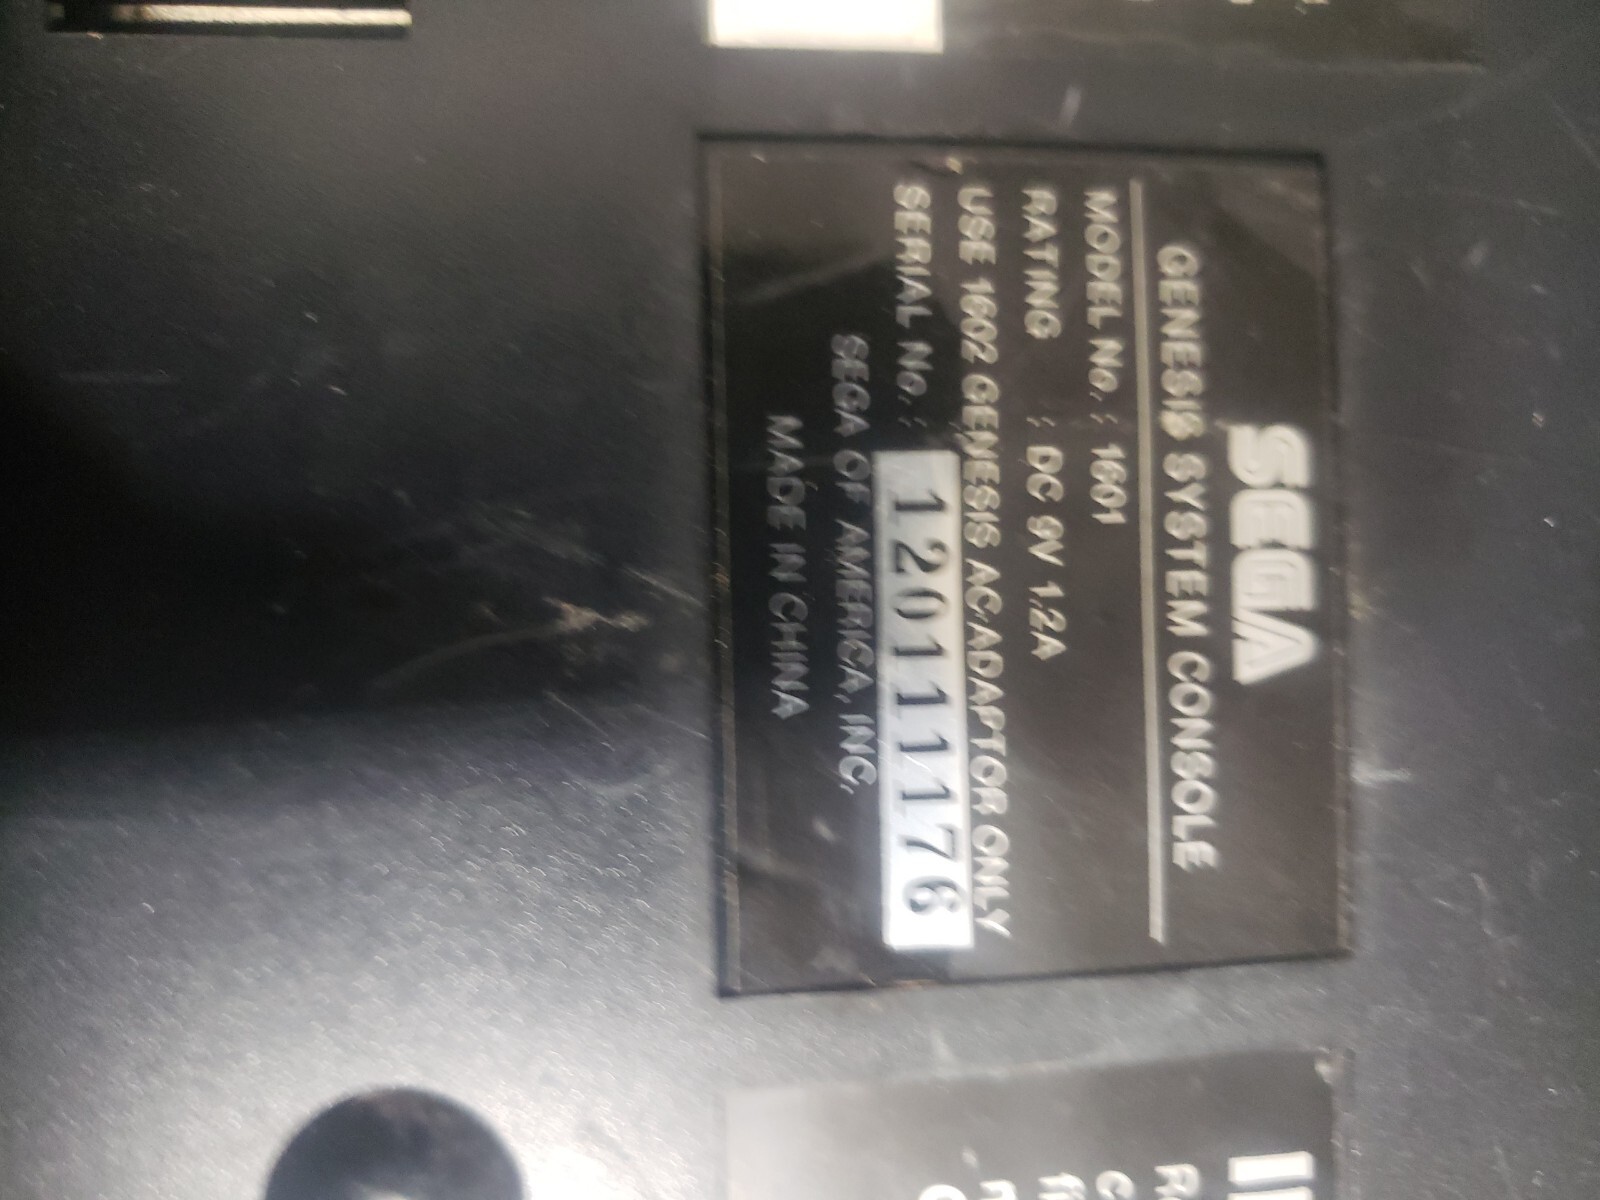 SEGA
GENESIS SYSTEM CONSOLE
MODEL No. : 1601
RATING : DC 9V 1.2A
USE 1602 GENESIS AC ADAPTOR ONLY
SERIAL No. : 120111176
SEGA OF AMERICA, INC.
MADE IN CHINA